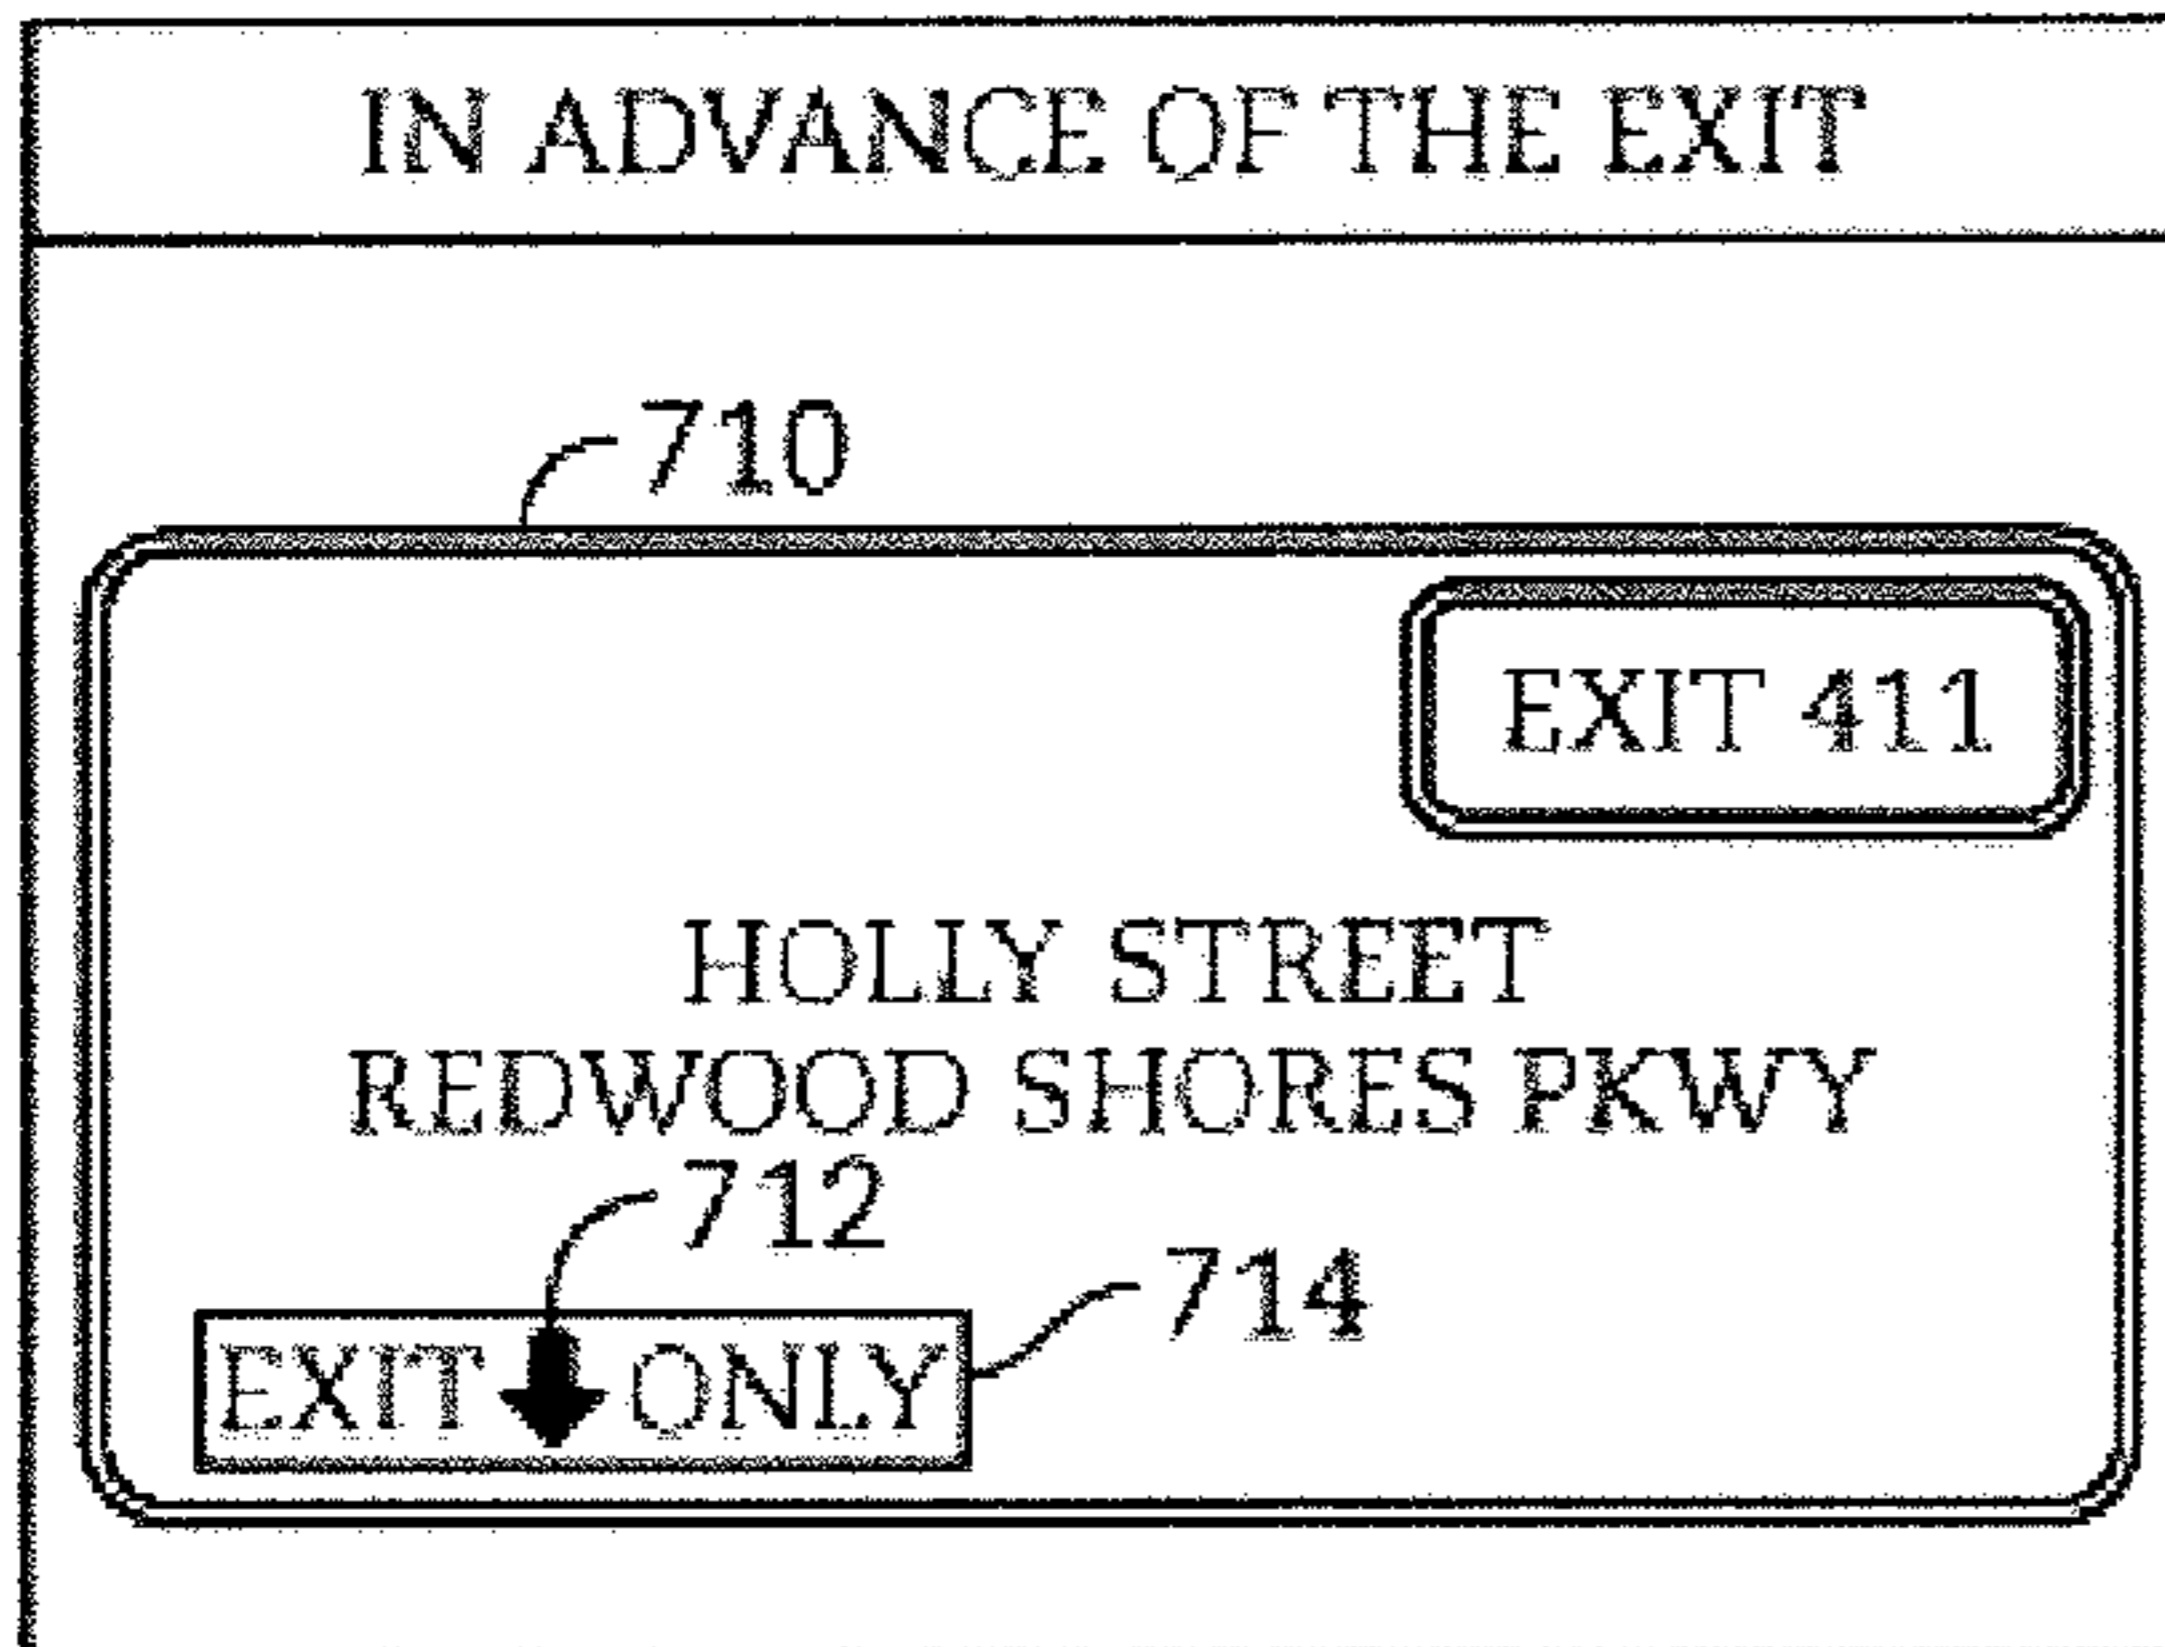 IN ADVANCE OF THE EXIT
710
EXIT 411
HOLLY STREET
REDWOOD SHORES PKWY
712
714
EXIT ONLY